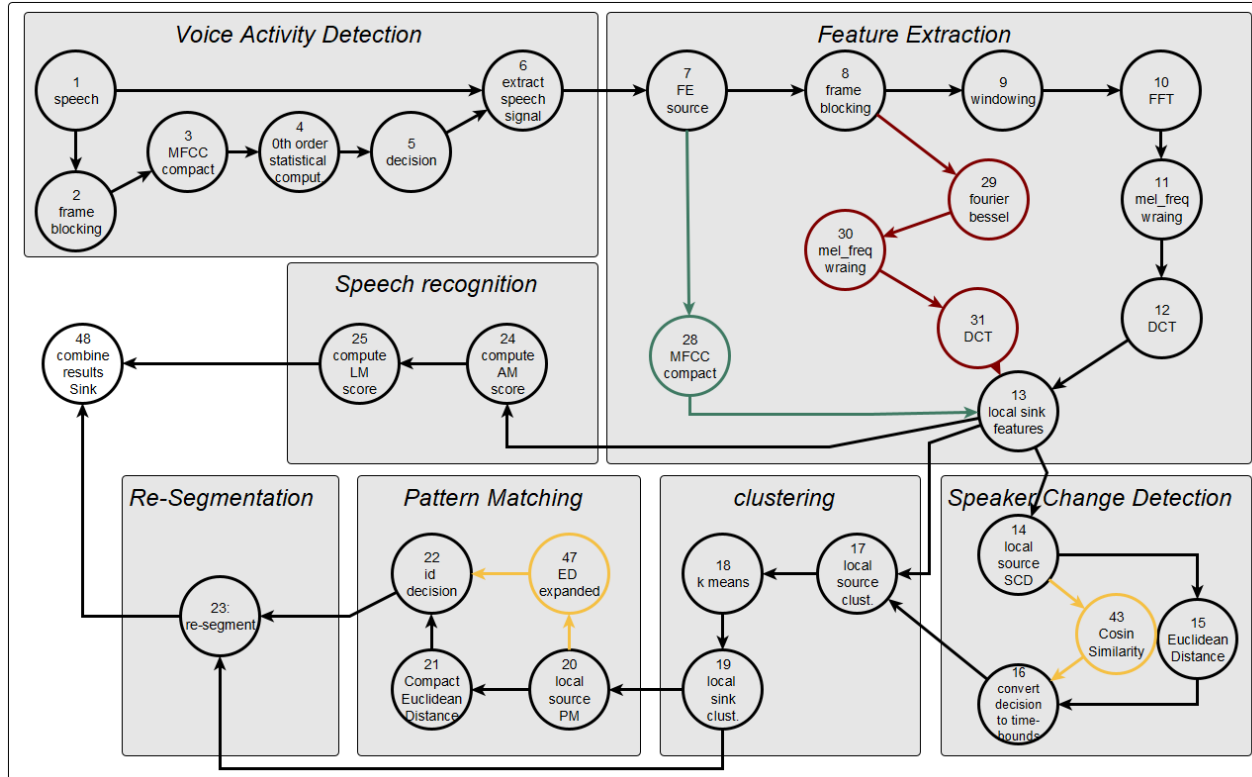 Voice Activity Detection
1
speech
2
frame
blocking
3
MFCC
compact
4
0th order
statistical
comput.
5
decision
6
extract
speech
signal
Feature Extraction
7
FE
source
8
frame
blocking
9
windowing
10
FFT
11
mel_freq
wraing
12
DCT
29
fourier
bessel
30
mel_freq
wraing
31
DCT
28
MFCC
compact
13
local sink
features
Speech recognition
24
compute
AM
score
25
compute
LM
score
48
combine
results
Sink
Re-Segmentation
23:
re-segment
Pattern Matching
22
id
decision
47
ED
expanded
21
Compact
Euclidean
Distance
20
local
source
PM
clustering
18
k means
17
local
source
clust.
19
local
sink
clust.
Speaker Change Detection
14
local
source
SCD
43
Cosin
Similarity
15
Euclidean
Distance
16
convert
decision
to time-
bounds